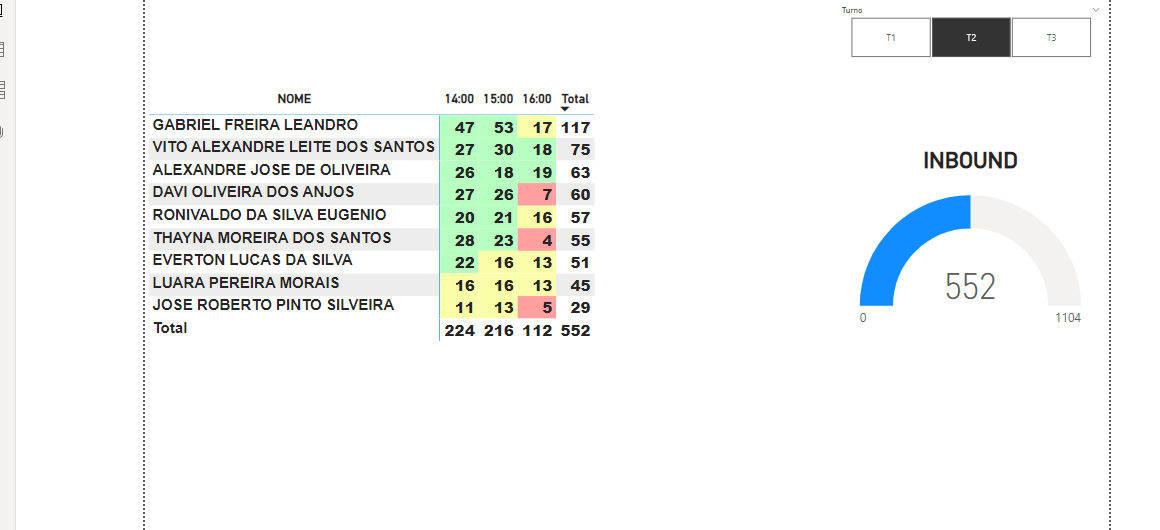 Turno
T1 T2 T3
NOME 14:00 15:00 16:00 Total
GABRIEL FREIRA LEANDRO 47 53 17 117
VITO ALEXANDRE LEITE DOS SANTOS 27 30 18 75
ALEXANDRE JOSE DE OLIVEIRA 26 18 19 63
DAVI OLIVEIRA DOS ANJOS 27 26 7 60
RONIVALDO DA SILVA EUGENIO 20 21 16 57
THAYNA MOREIRA DOS SANTOS 28 23 4 55
EVERTON LUCAS DA SILVA 22 16 13 51
LUARA PEREIRA MORAIS 16 16 13 45
JOSE ROBERTO PINTO SILVEIRA 11 13 5 29
Total 224 216 112 552
INBOUND
552
0 1104